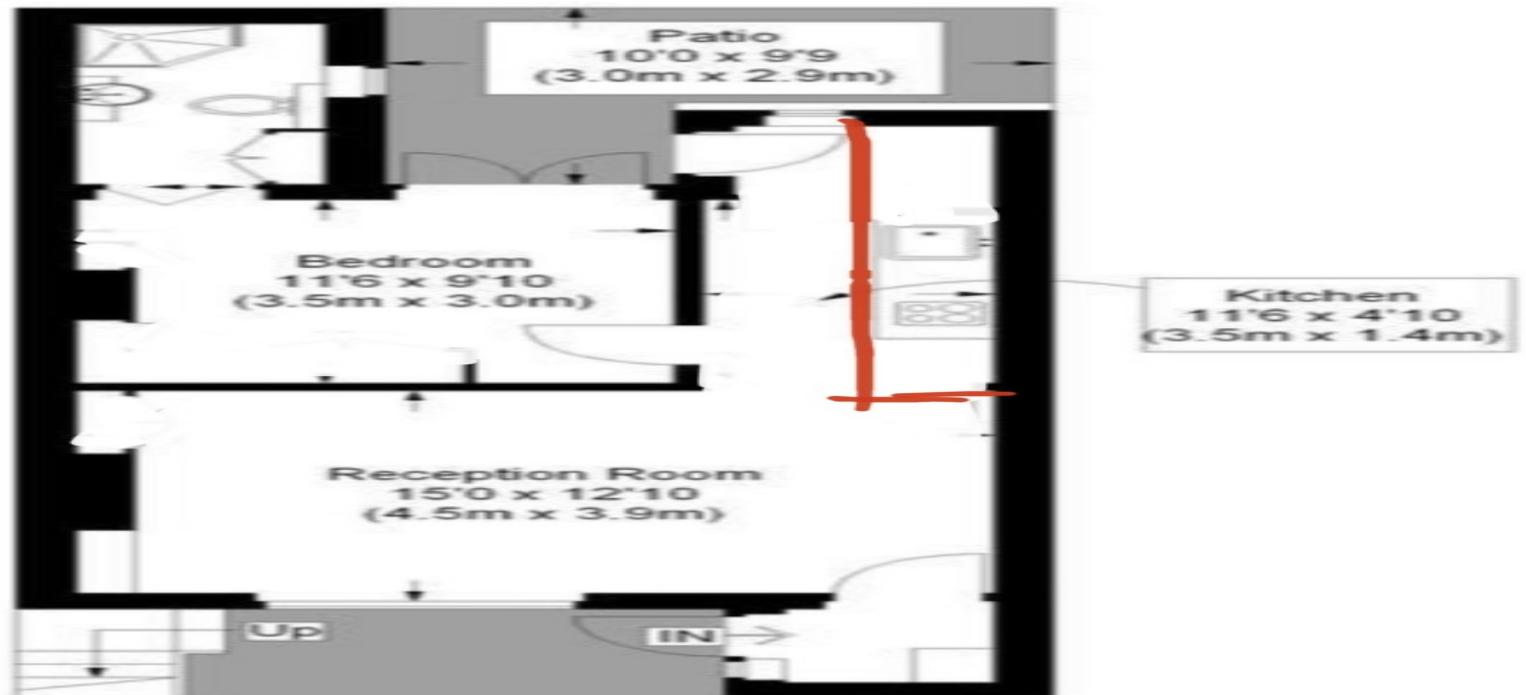 Patio
10'0 x 9'9
(3.0m x 2.9m)
Bedroom
11'6 x 9'10
(3.5m x 3.0m)
Kitchen
11'6 x 4'10
(3.5m x 1.4m)
Reception Room
15'0 x 12'10
(4.5m x 3.9m)
Up
IN